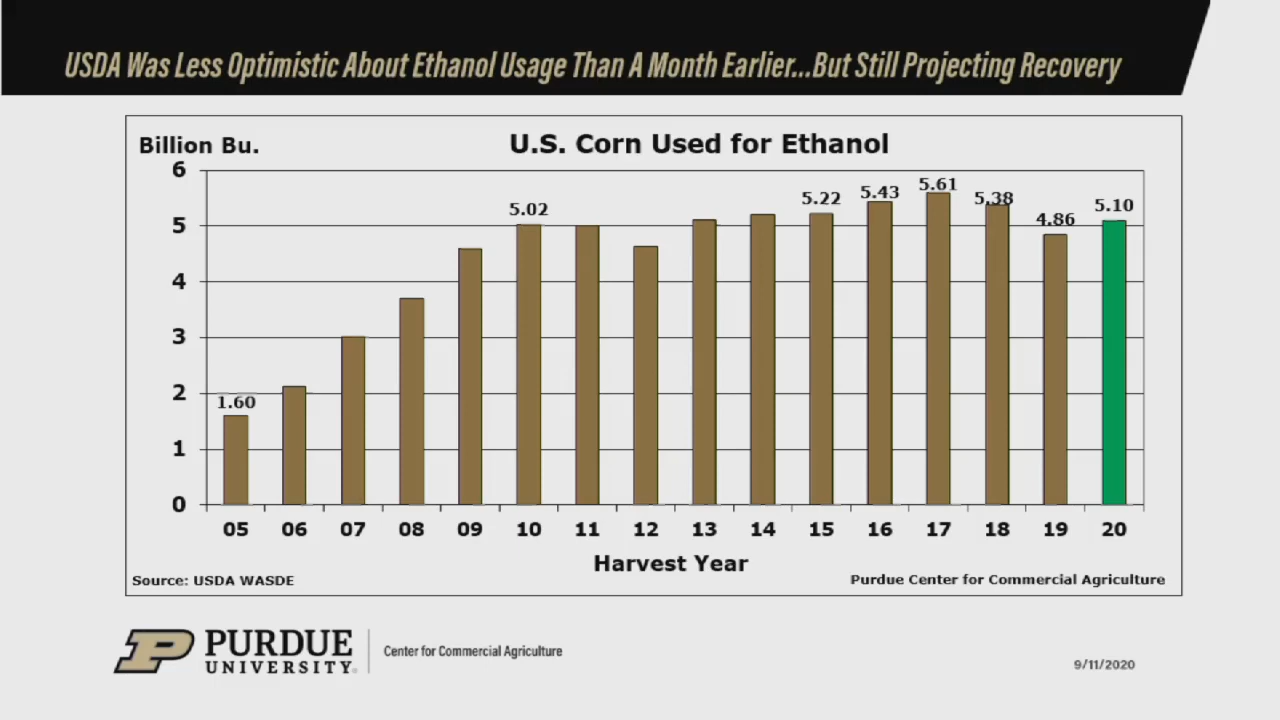 USDA Was Less Optimistic About Ethanol Usage Than A Month Earlier...But Still Projecting Recovery
Billion Bu.
U.S. Corn Used for Ethanol
6
5
4
3
2
1
0
1.60
5.02
5.22
5.43
5.61
5.38
4.86
5.10
05 06 07 08 09 10 11 12 13 14 15 16 17 18 19 20
Harvest Year
Source: USDA WASDE
Purdue Center for Commercial Agriculture
P PURDUE UNIVERSITY
Center for Commercial Agriculture
9/11/2020